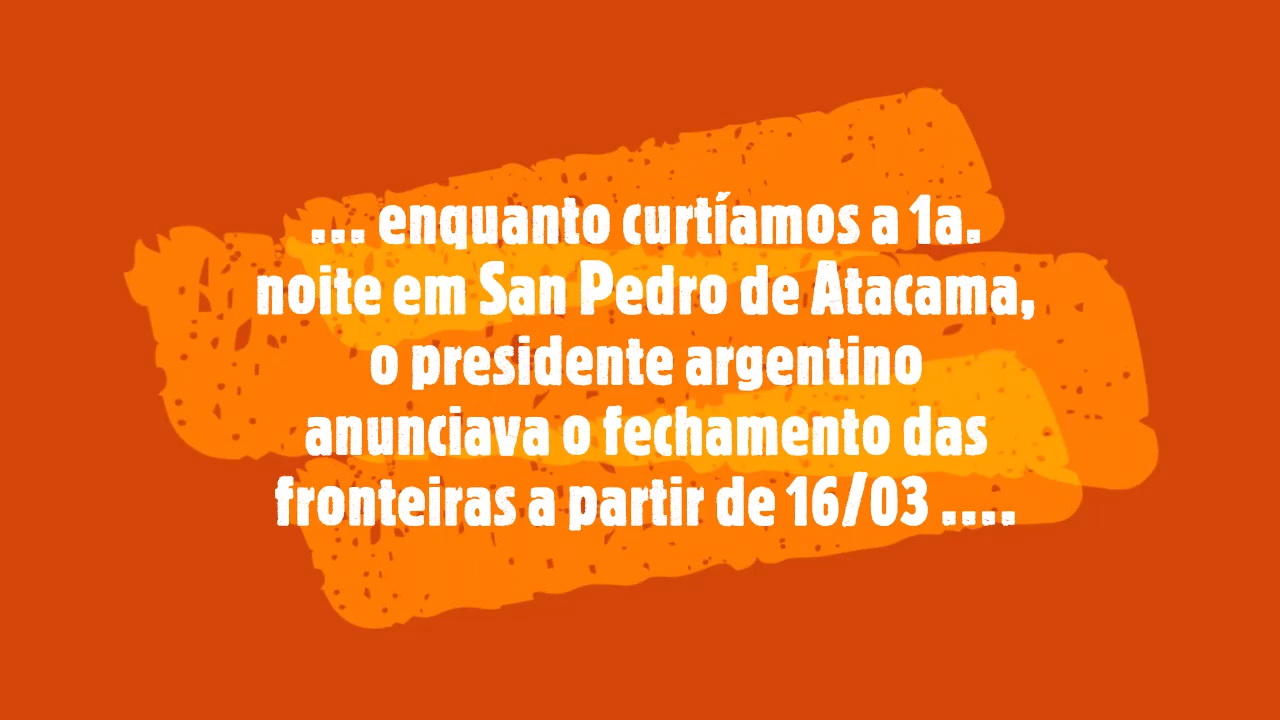 ... enquanto curtíamos a 1a.
noite em San Pedro de Atacama,
o presidente argentino
anunciava o fechamento das
fronteiras a partir de 16/03 ....